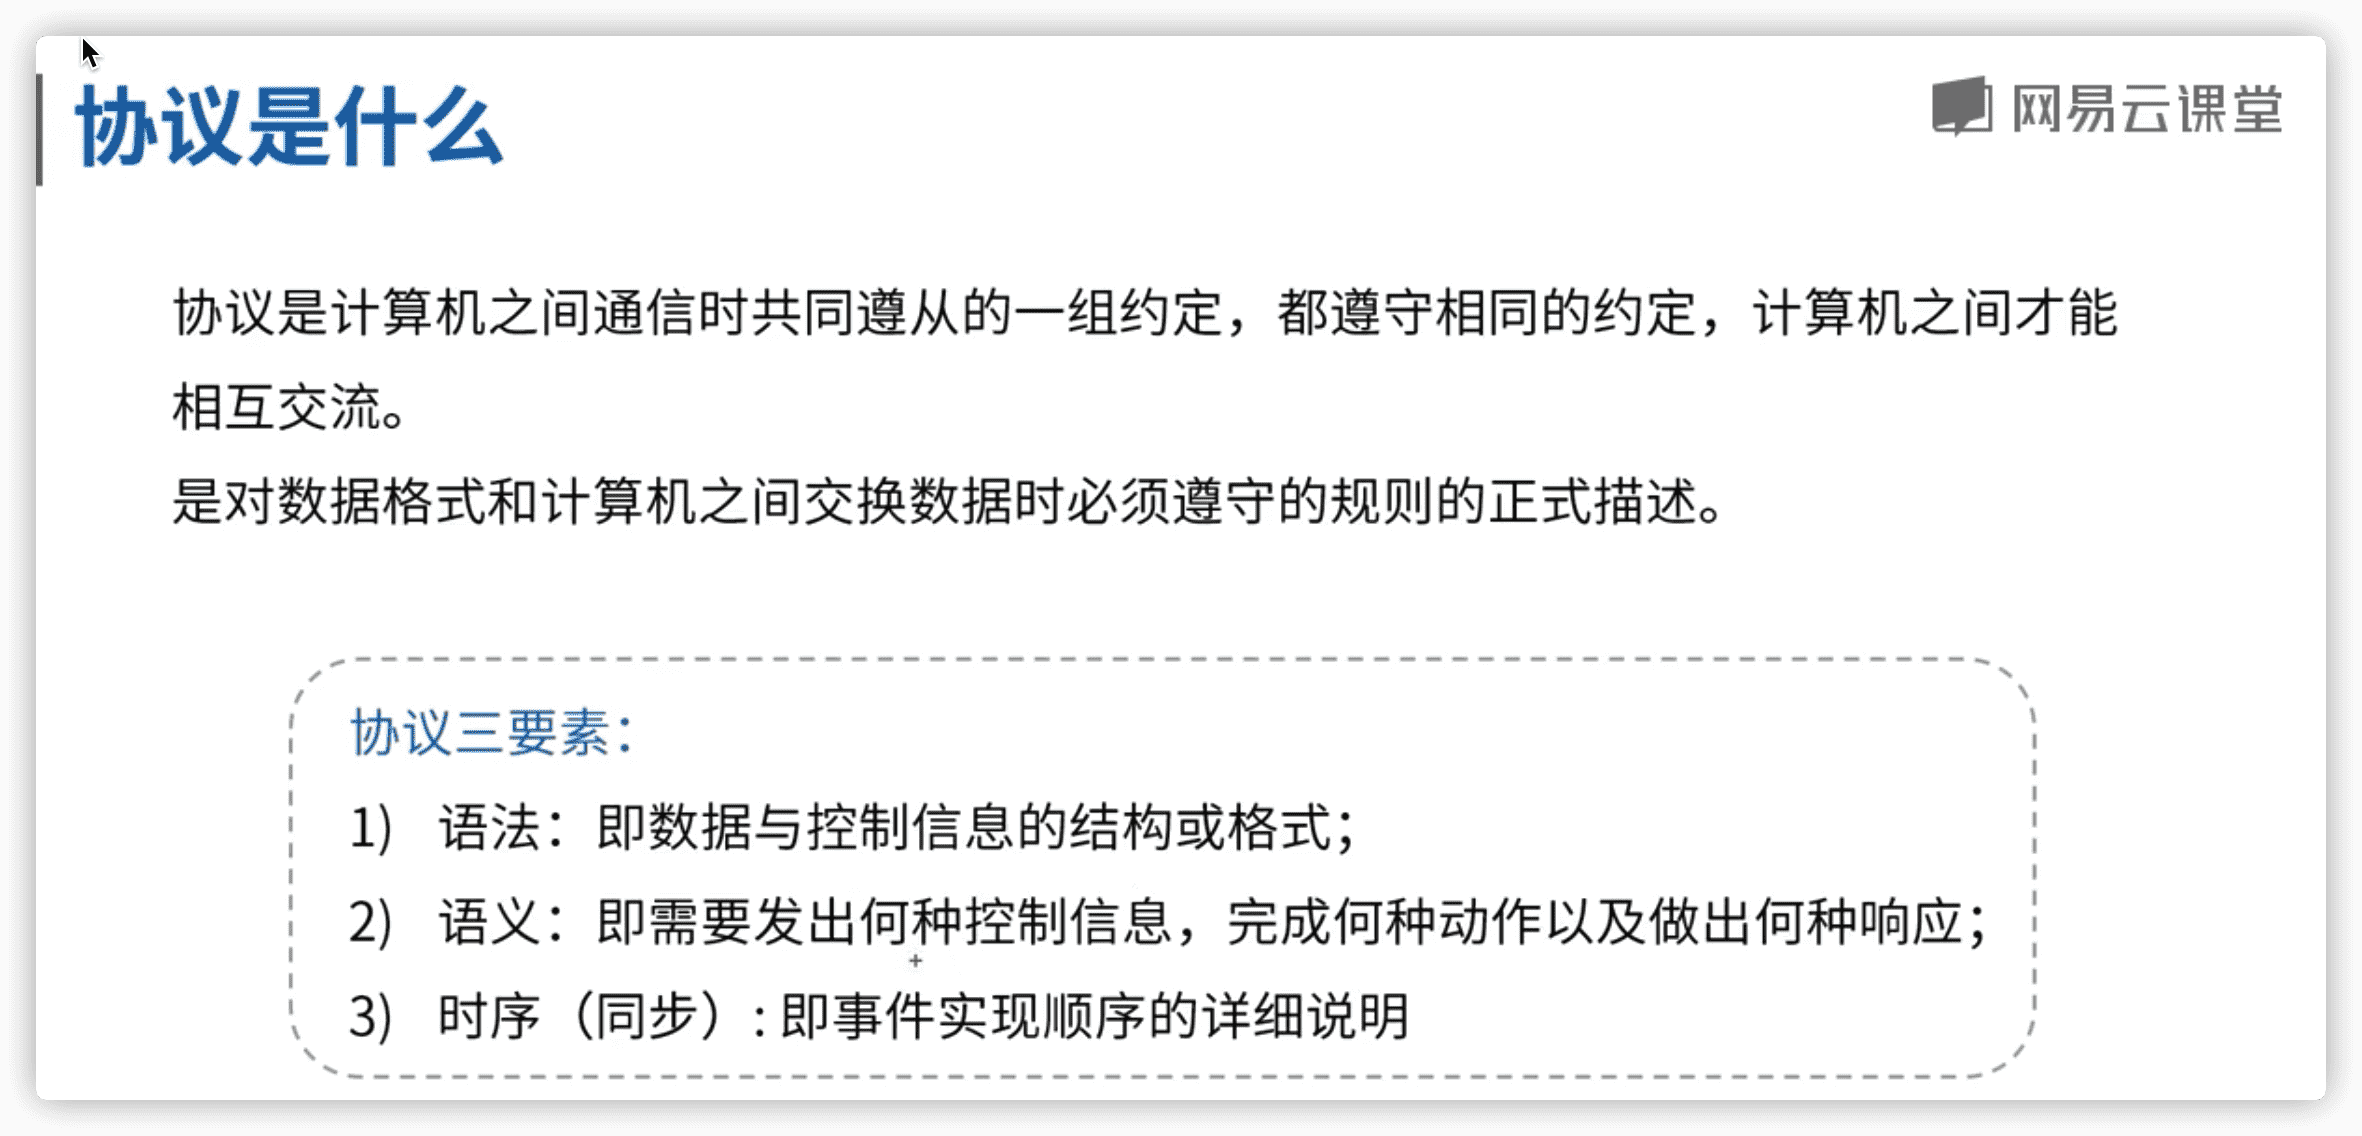 协议是什么
网易云课堂
协议是计算机之间通信时共同遵从的一组约定，都遵守相同的约定，计算机之间才能
相互交流。
是对数据格式和计算机之间交换数据时必须遵守的规则的正式描述。
协议三要素：
1) 语法：即数据与控制信息的结构或格式；
2) 语义：即需要发出何种控制信息，完成何种动作以及做出何种响应；
3) 时序（同步）: 即事件实现顺序的详细说明